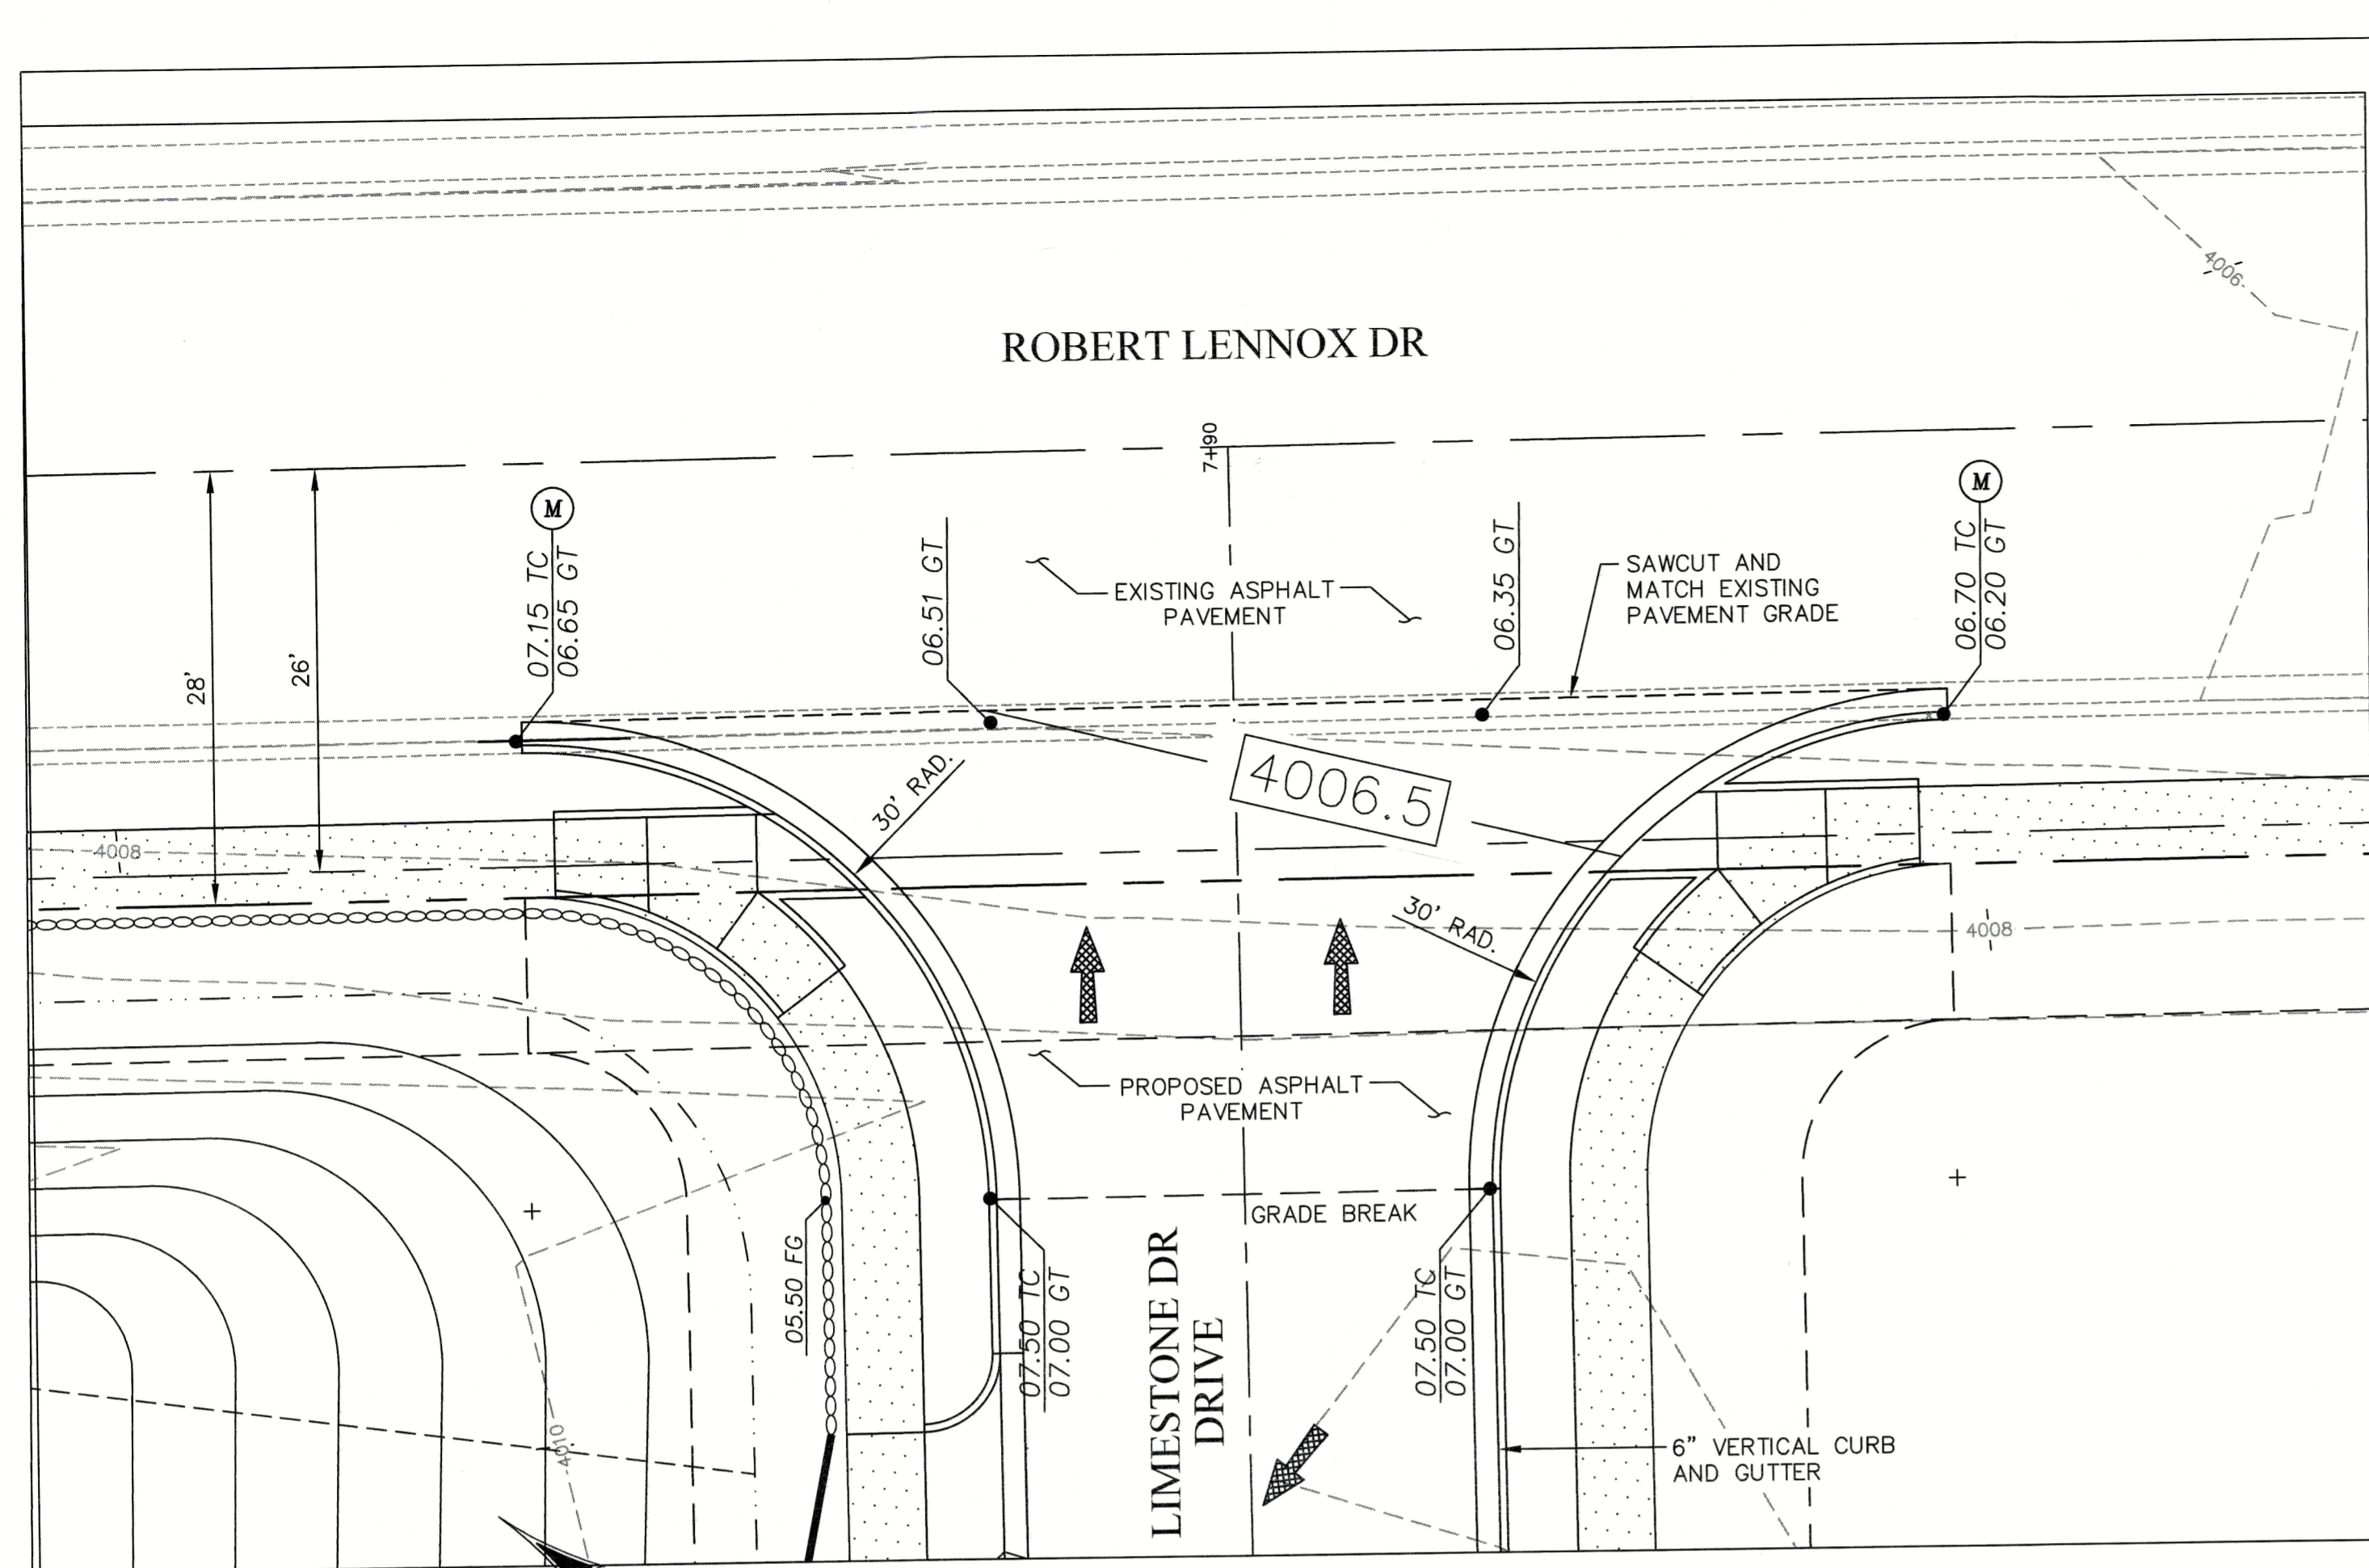 4006
ROBERT LENNOX DR
7+90
M
M
07.15 TC
06.65 GT
06.51 GT
EXISTING ASPHALT
PAVEMENT
06.35 GT
SAWCUT AND
MATCH EXISTING
PAVEMENT GRADE
06.70 TC
06.20 GT
28'
26'
30' RAD.
4006.5
4008
30' RAD.
4008
PROPOSED ASPHALT
PAVEMENT
GRADE BREAK
05.50 FG
07.50 TC
07.00 GT
LIMESTONE DR
DRIVE
07.50 TC
07.00 GT
4010
6" VERTICAL CURB
AND GUTTER